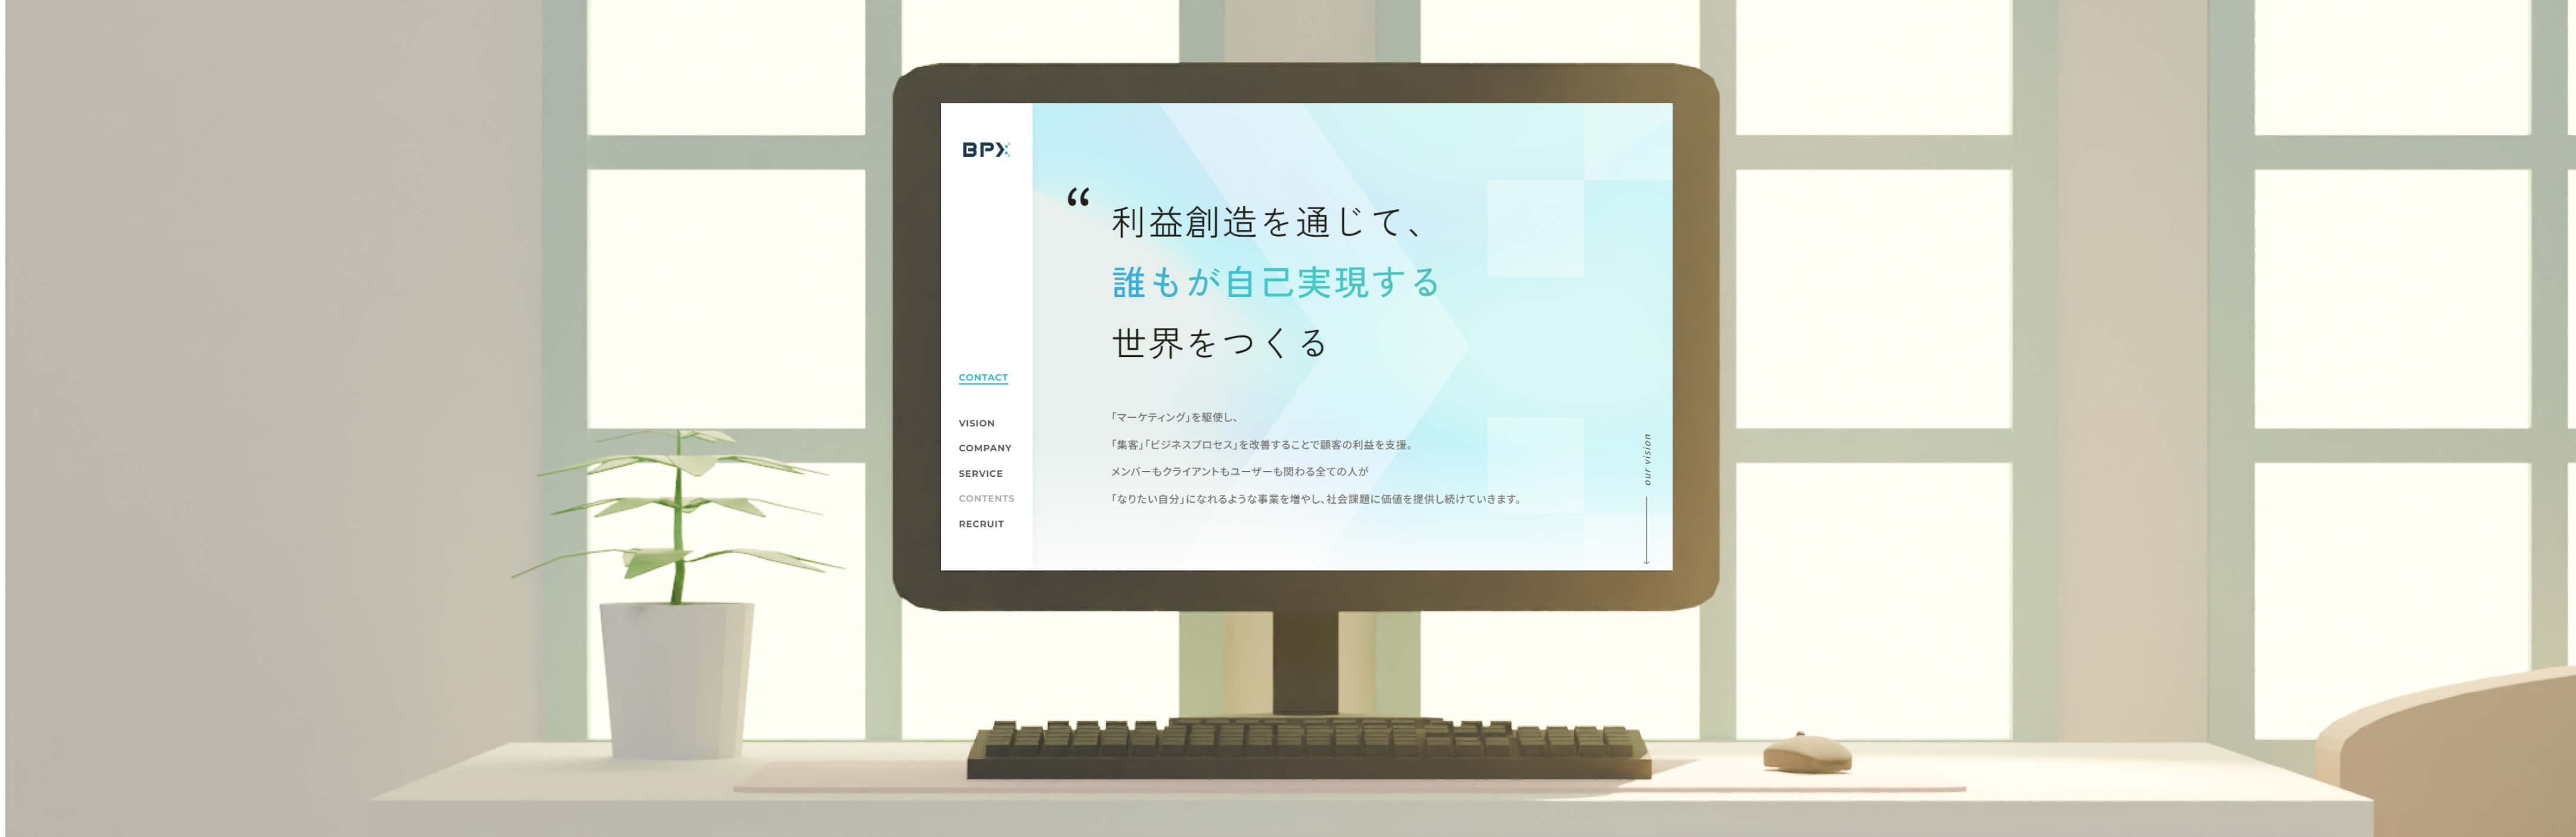 BPX
CONTACT
VISION
COMPANY
SERVICE
CONTENTS
RECRUIT
“
利益創造を通じて、
誰もが自己実現する
世界をつくる
「マーケティング」を駆使し、
「集客」「ビジネスプロセス」を改善することで顧客の利益を支援。
メンバーもクライアントもユーザーも関わる全ての人が
「なりたい自分」になれるような事業を増やし、社会課題に価値を提供し続けていきます。
our vision